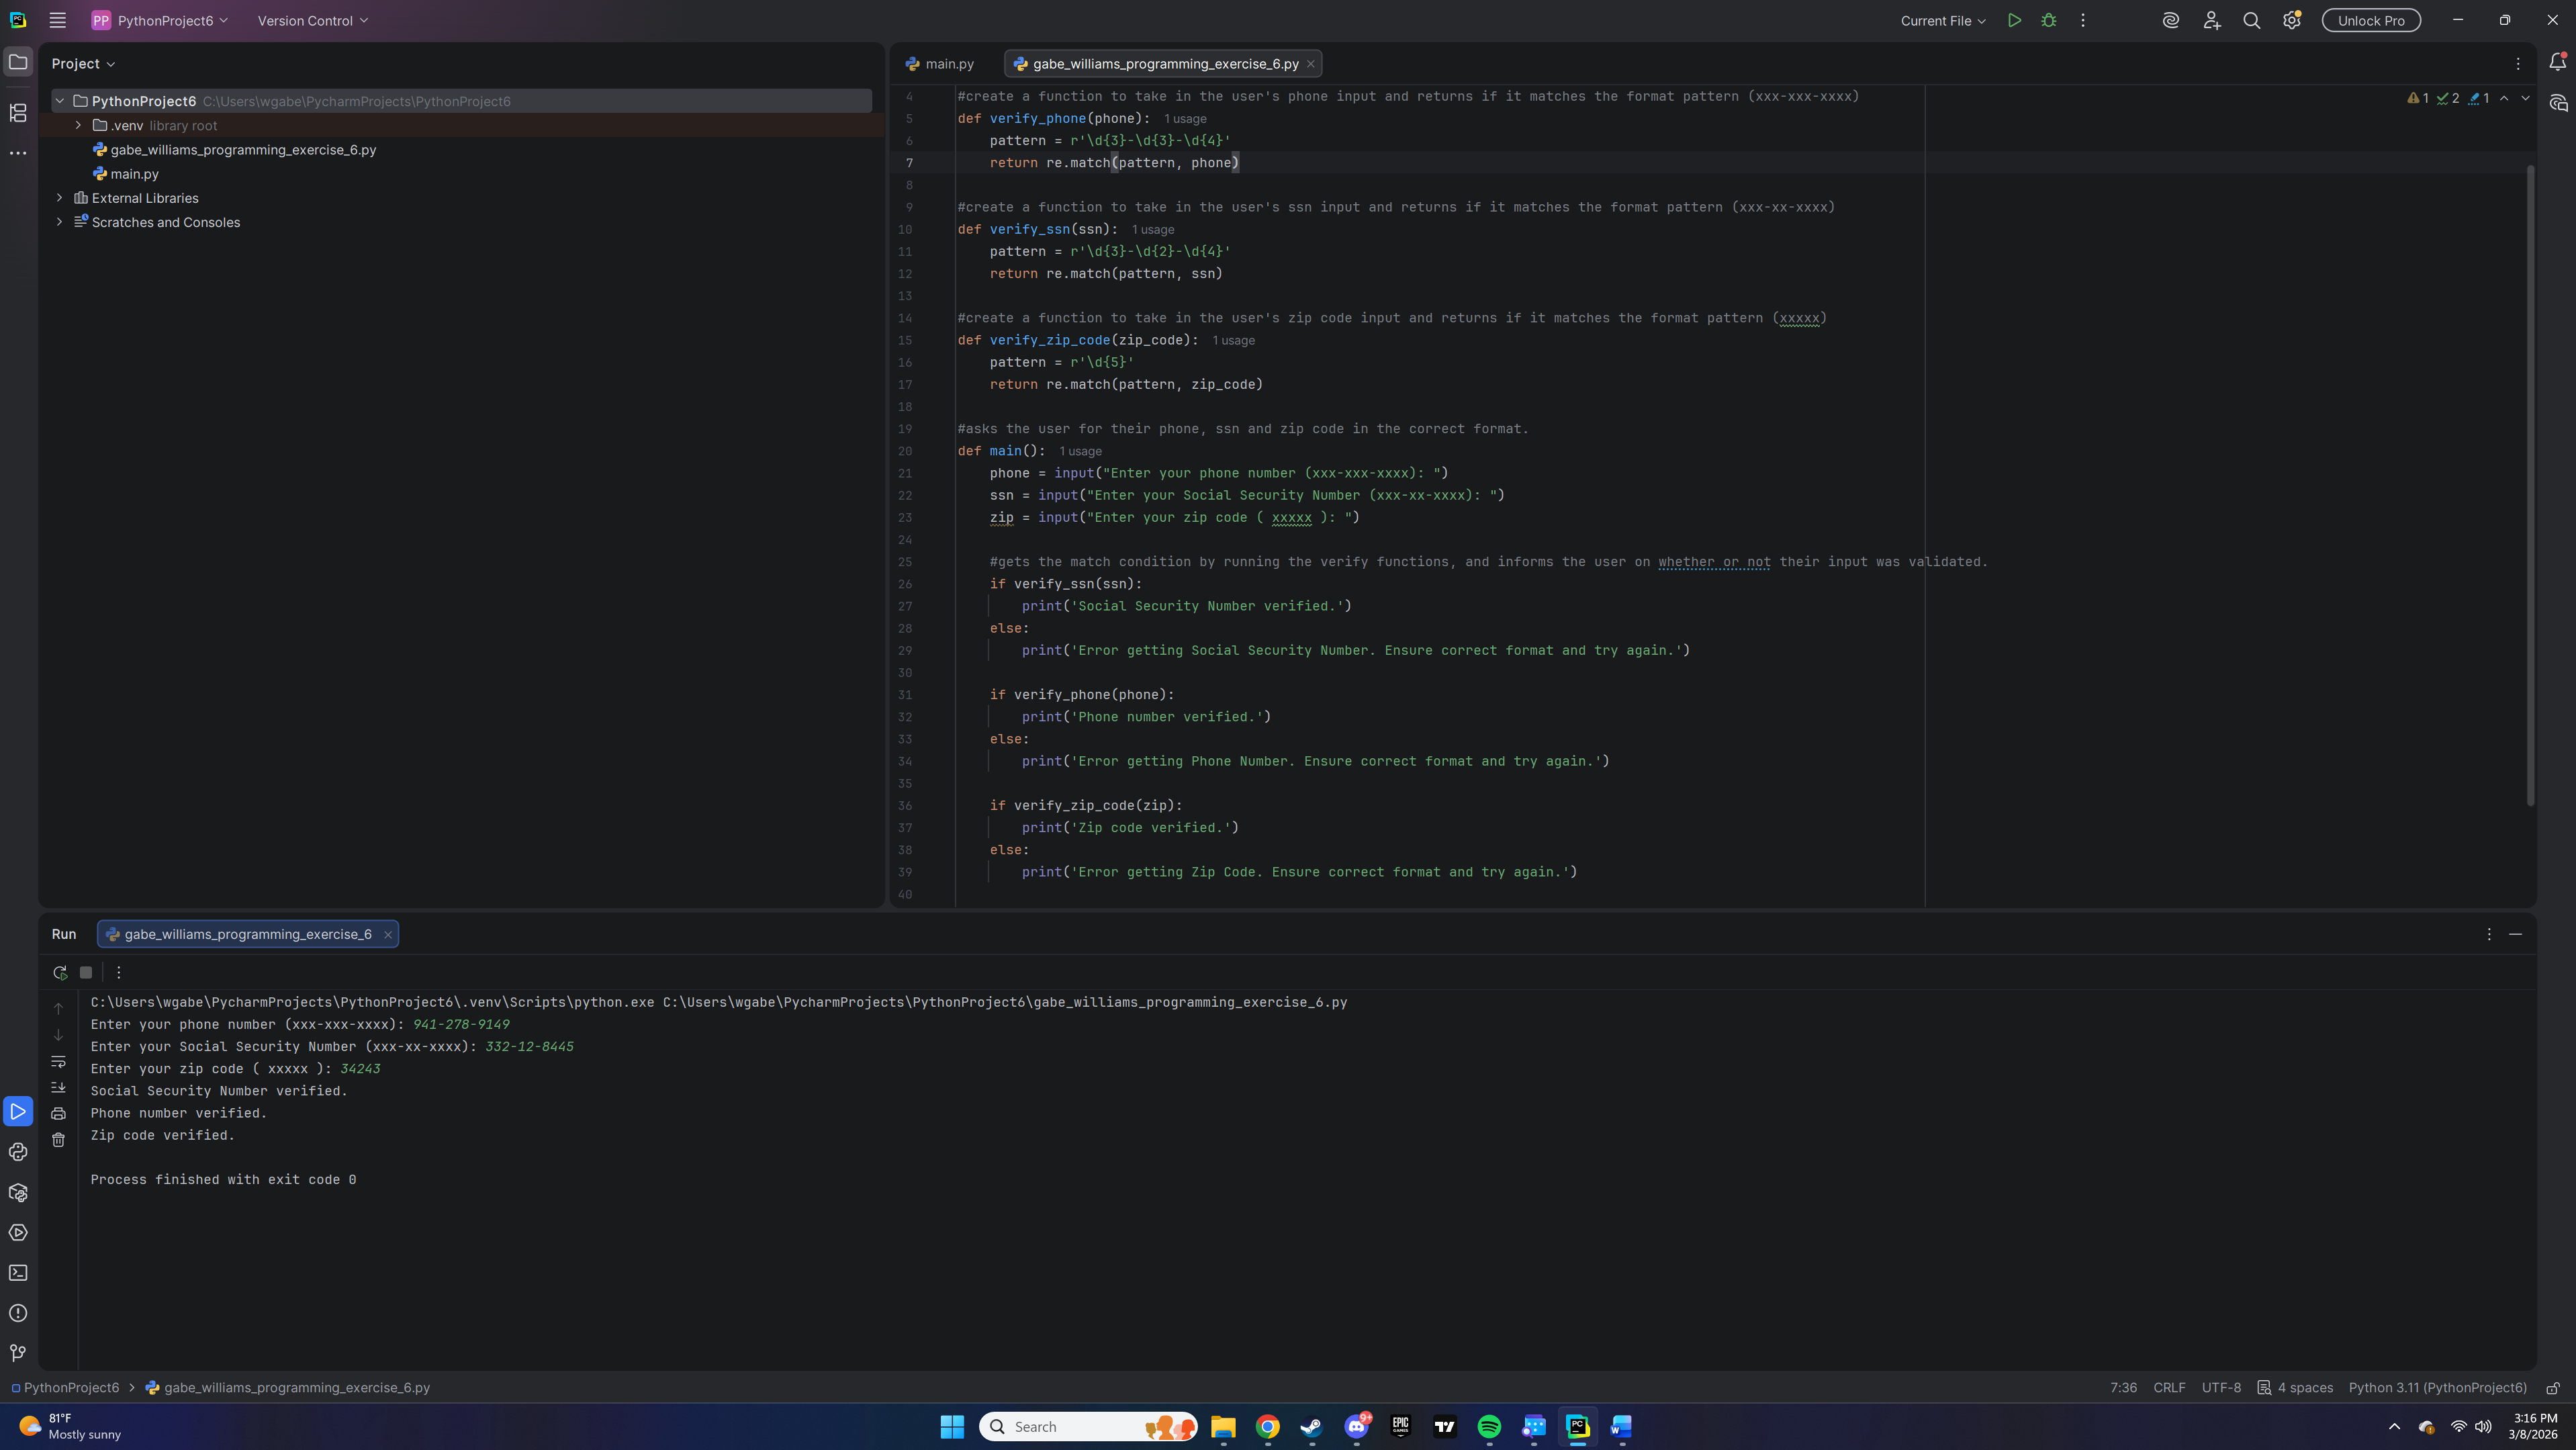 PP PythonProject6 Version Control Current File Unlock Pro
Project
PythonProject6 C:\Users\wgabe\PycharmProjects\PythonProject6
.venv library root
gabe_williams_programming_exercise_6.py
main.py
External Libraries
Scratches and Consoles
main.py gabe_williams_programming_exercise_6.py
1 2 1
4 #create a function to take in the user's phone input and returns if it matches the format pattern (xxx-xxx-xxxx)
5 def verify_phone(phone): 1 usage
6 pattern = r'\d{3}-\d{3}-\d{4}'
7 return re.match(pattern, phone)
8
9 #create a function to take in the user's ssn input and returns if it matches the format pattern (xxx-xx-xxxx)
10 def verify_ssn(ssn): 1 usage
11 pattern = r'\d{3}-\d{2}-\d{4}'
12 return re.match(pattern, ssn)
13
14 #create a function to take in the user's zip code input and returns if it matches the format pattern (xxxxx)
15 def verify_zip_code(zip_code): 1 usage
16 pattern = r'\d{5}'
17 return re.match(pattern, zip_code)
18
19 #asks the user for their phone, ssn and zip code in the correct format.
20 def main(): 1 usage
21 phone = input("Enter your phone number (xxx-xxx-xxxx): ")
22 ssn = input("Enter your Social Security Number (xxx-xx-xxxx): ")
23 zip = input("Enter your zip code ( xxxxx ): ")
24
25 #gets the match condition by running the verify functions, and informs the user on whether or not their input was validated.
26 if verify_ssn(ssn):
27 print('Social Security Number verified.')
28 else:
29 print('Error getting Social Security Number. Ensure correct format and try again.')
30
31 if verify_phone(phone):
32 print('Phone number verified.')
33 else:
34 print('Error getting Phone Number. Ensure correct format and try again.')
35
36 if verify_zip_code(zip):
37 print('Zip code verified.')
38 else:
39 print('Error getting Zip Code. Ensure correct format and try again.')
40
Run gabe_williams_programming_exercise_6
C:\Users\wgabe\PycharmProjects\PythonProject6\.venv\Scripts\python.exe C:\Users\wgabe\PycharmProjects\PythonProject6\gabe_williams_programming_exercise_6.py
Enter your phone number (xxx-xxx-xxxx): 941-278-9149
Enter your Social Security Number (xxx-xx-xxxx): 332-12-8445
Enter your zip code ( xxxxx ): 34243
Social Security Number verified.
Phone number verified.
Zip code verified.
Process finished with exit code 0
PythonProject6 > gabe_williams_programming_exercise_6.py 7:36 CRLF UTF-8 4 spaces Python 3.11 (PythonProject6)
81°F
Mostly sunny
Search
9+
EPIC GAMES
PC
W
3:16 PM
3/8/2026